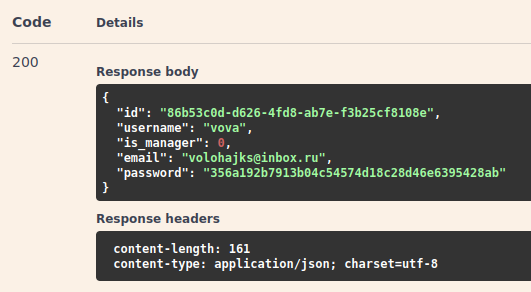 Code Details
200
Response body
{
"id": "86b53c0d-d626-4fd8-ab7e-f3b25cf8108e",
"username": "vova",
"is_manager": 0,
"email": "volohajks@inbox.ru",
"password": "356a192b7913b04c54574d18c28d46e6395428ab"
}
Response headers
content-length: 161
content-type: application/json; charset=utf-8